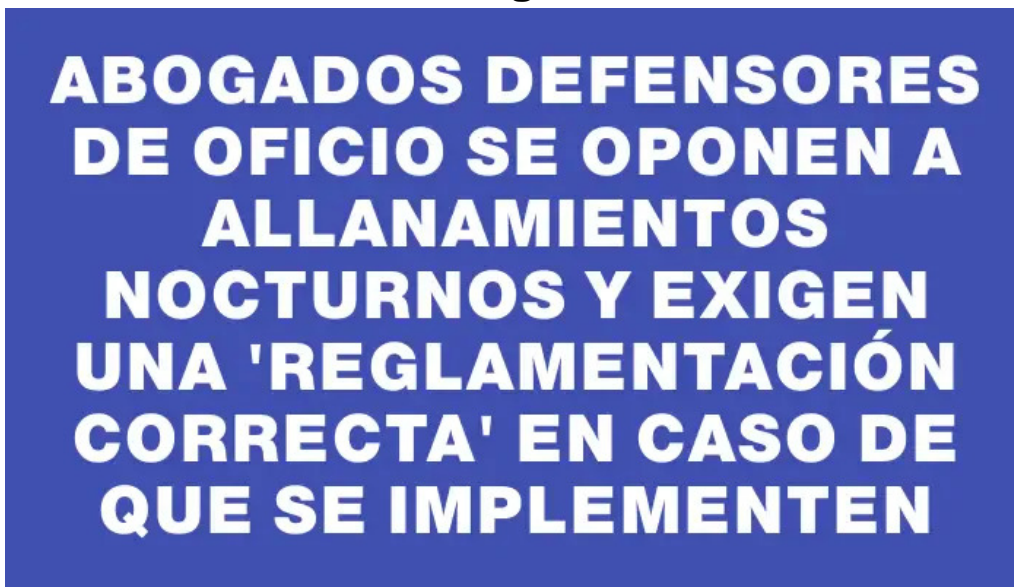 ABOGADOS DEFENSORES
DE OFICIO SE OPONEN A
ALLANAMIENTOS
NOCTURNOS Y EXIGEN
UNA 'REGLAMENTACIÓN
CORRECTA' EN CASO DE
QUE SE IMPLEMENTEN